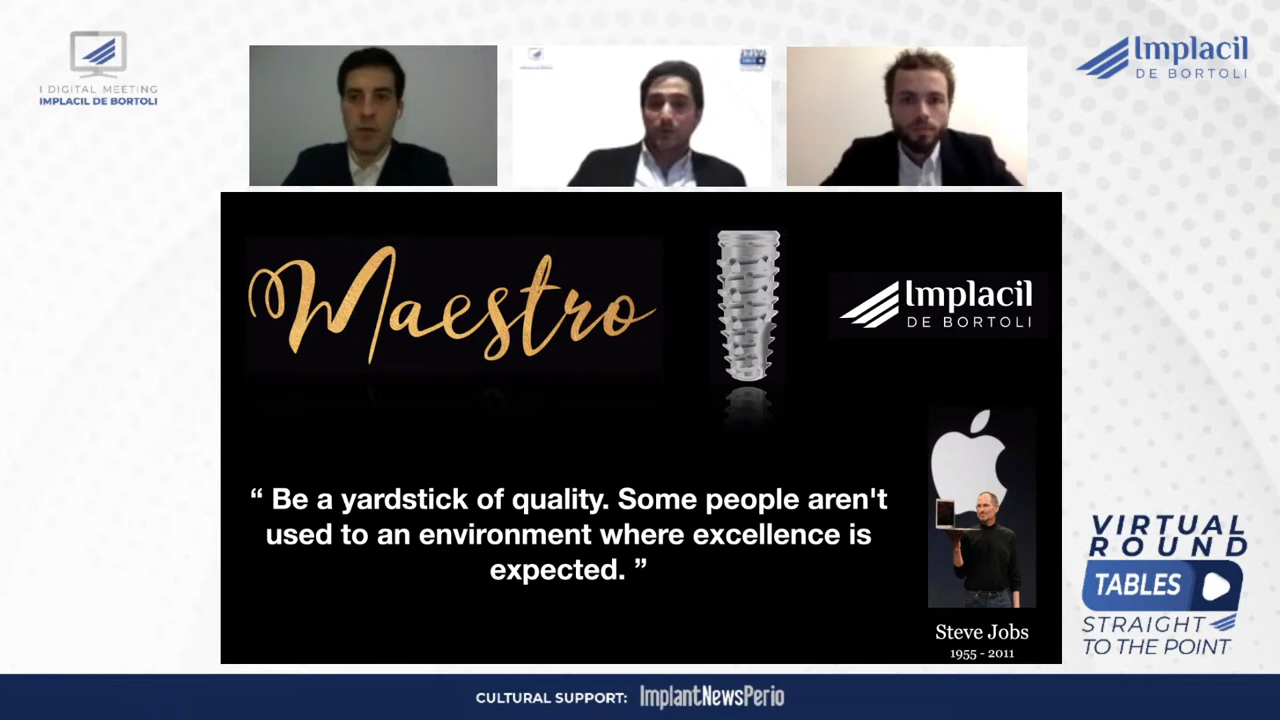 I DIGITAL MEETING
IMPLACIL DE BORTOLI
Implacil
DE BORTOLI
Maestro
Implacil
DE BORTOLI
“ Be a yardstick of quality. Some people aren't
used to an environment where excellence is
expected. ”
Steve Jobs
1955 - 2011
VIRTUAL
ROUND
TABLES
STRAIGHT
TO THE POINT
CULTURAL SUPPORT: ImplantNewsPerio